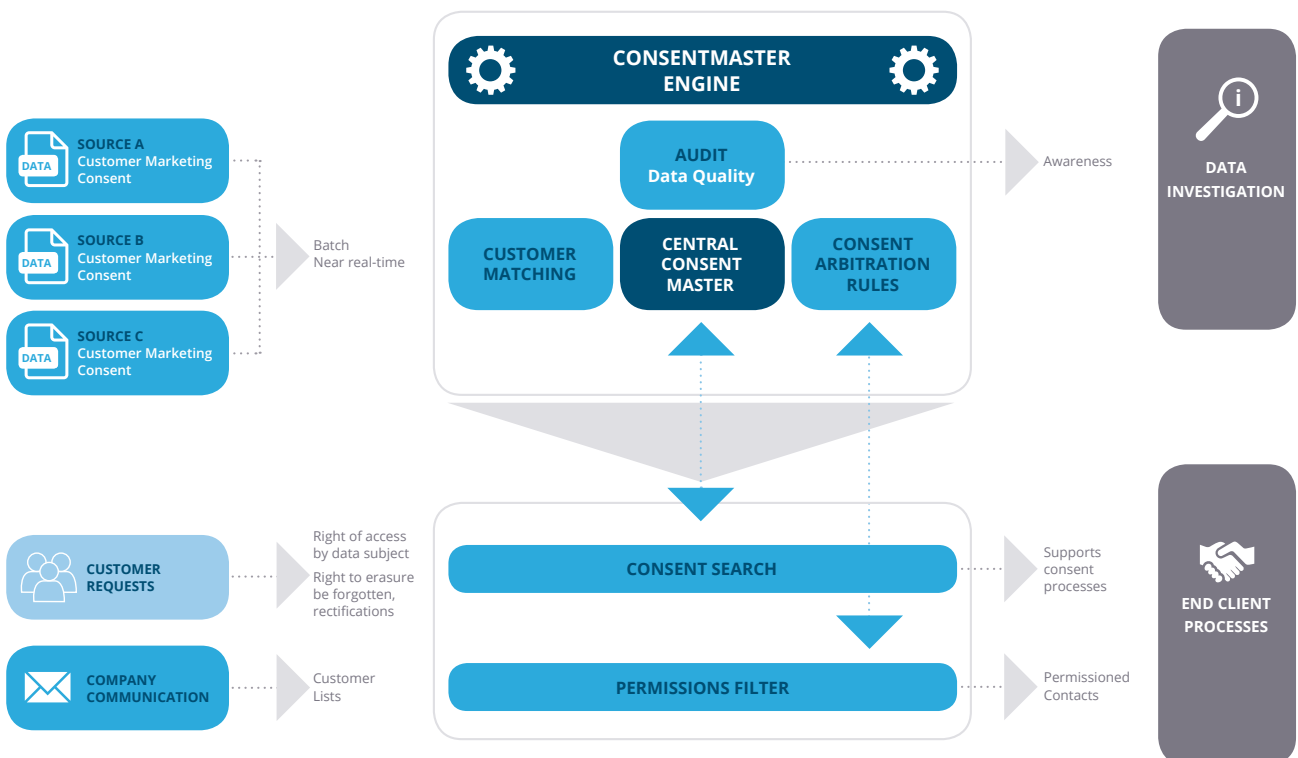 CONSENTMASTER
ENGINE
AUDIT
Data Quality
CUSTOMER
MATCHING
CENTRAL
CONSENT
MASTER
CONSENT
ARBITRATION
RULES
DATA
SOURCE A
Customer Marketing
Consent
DATA
SOURCE B
Customer Marketing
Consent
DATA
SOURCE C
Customer Marketing
Consent
Batch
Near real-time
Awareness
i
DATA
INVESTIGATION
CUSTOMER
REQUESTS
Right of access
by data subject
Right to erasure
be forgotten,
rectifications
CONSENT SEARCH
Supports
consent
processes
COMPANY
COMMUNICATION
Customer
Lists
PERMISSIONS FILTER
Permissioned
Contacts
END CLIENT
PROCESSES